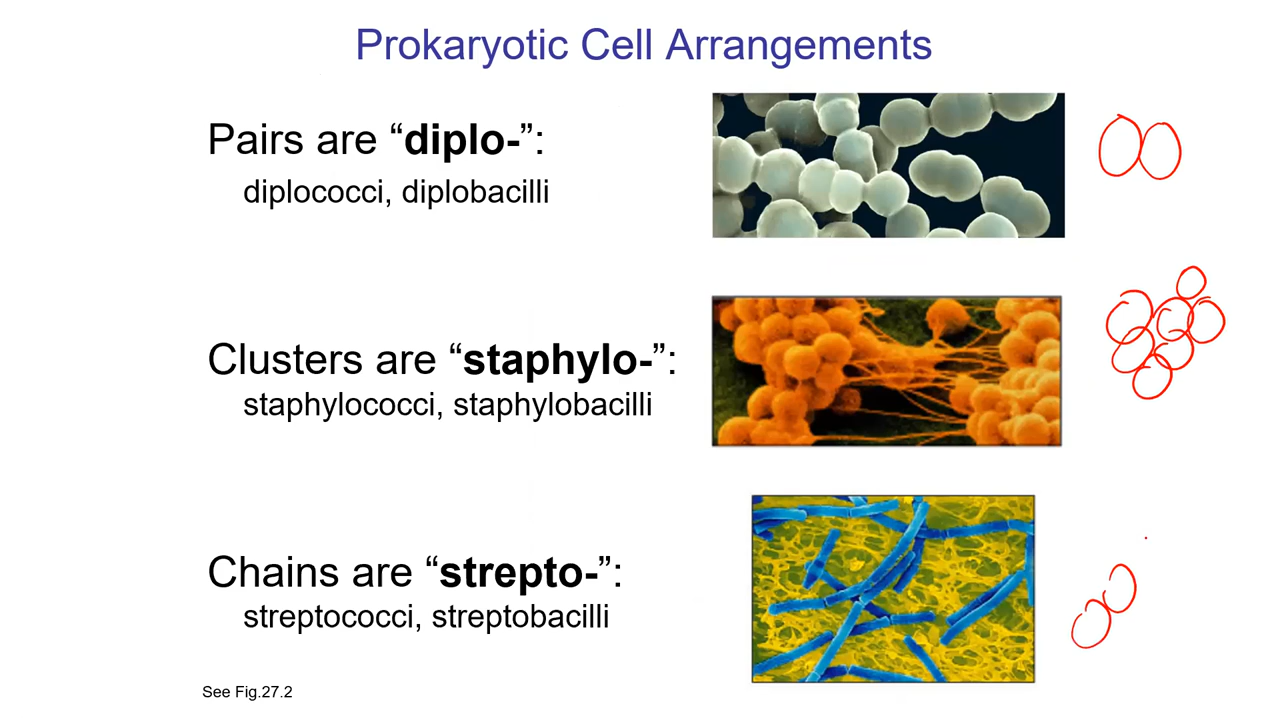 Prokaryotic Cell Arrangements
Pairs are “diplo-”:
diplococci, diplobacilli
Clusters are “staphylo-”:
staphylococci, staphylobacilli
Chains are “strepto-”:
streptococci, streptobacilli
See Fig.27.2